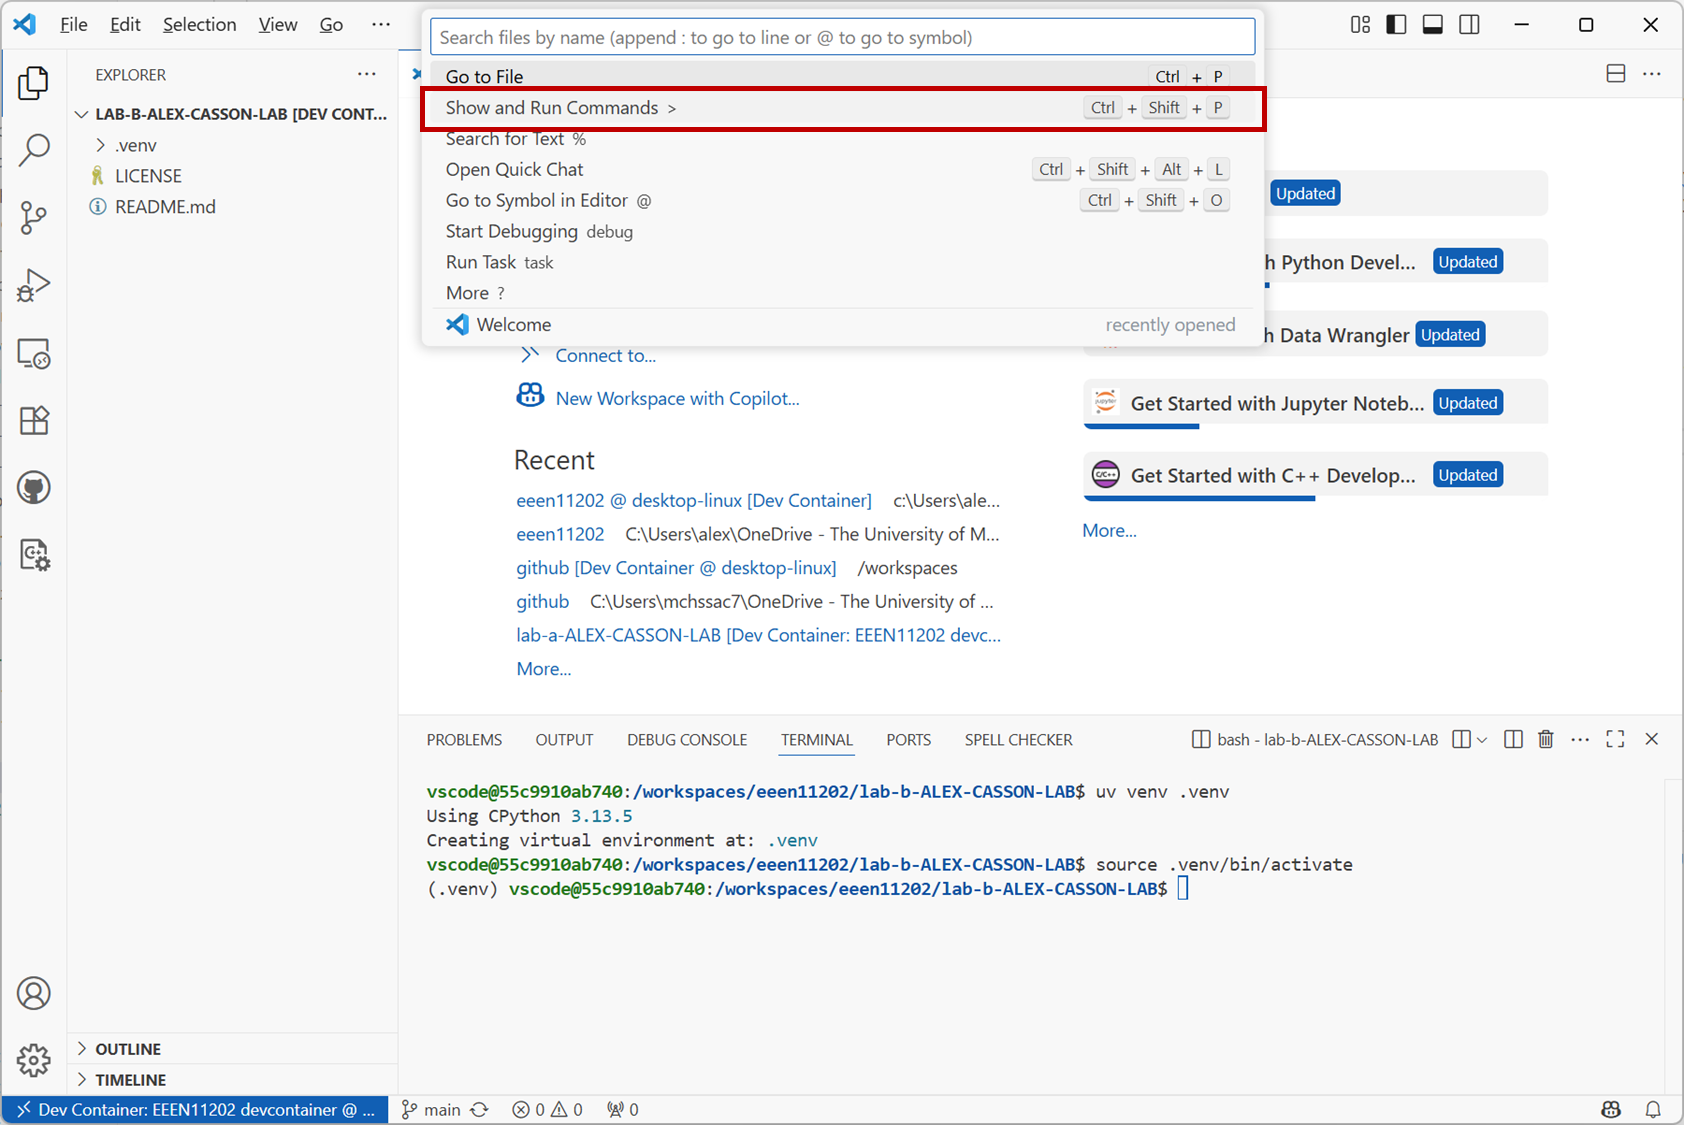 File Edit Selection View Go ···
Search files by name (append : to go to line or @ to go to symbol)
Go to File Ctrl + P
Show and Run Commands > Ctrl + Shift + P
Search for Text %
Open Quick Chat Ctrl + Shift + Alt + L
Go to Symbol in Editor @ Ctrl + Shift + O
Start Debugging debug
Run Task task
More ?
Welcome recently opened
EXPLORER ···
LAB-B-ALEX-CASSON-LAB [DEV CONT...
.venv
LICENSE
README.md
OUTLINE
TIMELINE
Connect to...
New Workspace with Copilot...
Recent
eeen11202 @ desktop-linux [Dev Container] c:\Users\ale...
eeen11202 C:\Users\alex\OneDrive - The University of M...
github [Dev Container @ desktop-linux] /workspaces
github C:\Users\mchssac7\OneDrive - The University of ...
lab-a-ALEX-CASSON-LAB [Dev Container: EEEN11202 devc...
More...
Updated
h Python Devel... Updated
h Data Wrangler Updated
Jupyter Get Started with Jupyter Noteb... Updated
C/C++ Get Started with C++ Develop... Updated
More...
PROBLEMS OUTPUT DEBUG CONSOLE TERMINAL PORTS SPELL CHECKER bash - lab-b-ALEX-CASSON-LAB ···
vscode@55c9910ab740:/workspaces/eeen11202/lab-b-ALEX-CASSON-LAB$ uv venv .venv
Using CPython 3.13.5
Creating virtual environment at: .venv
vscode@55c9910ab740:/workspaces/eeen11202/lab-b-ALEX-CASSON-LAB$ source .venv/bin/activate
(.venv) vscode@55c9910ab740:/workspaces/eeen11202/lab-b-ALEX-CASSON-LAB$
Dev Container: EEEN11202 devcontainer @ ... main 0 0 0